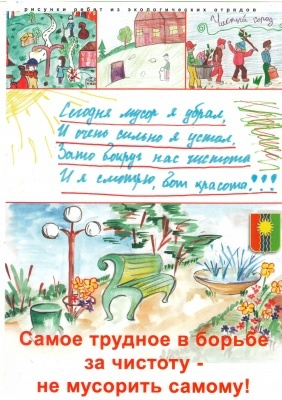 рисунки ребят из экологических отрядов
Чистый город
Сегодня мусор я убрал,
И очень сильно я устал,
Зато вокруг нас чистота
И я смотрю, вот красота!!!
Самое трудное в борьбе
за чистоту -
не мусорить самому!